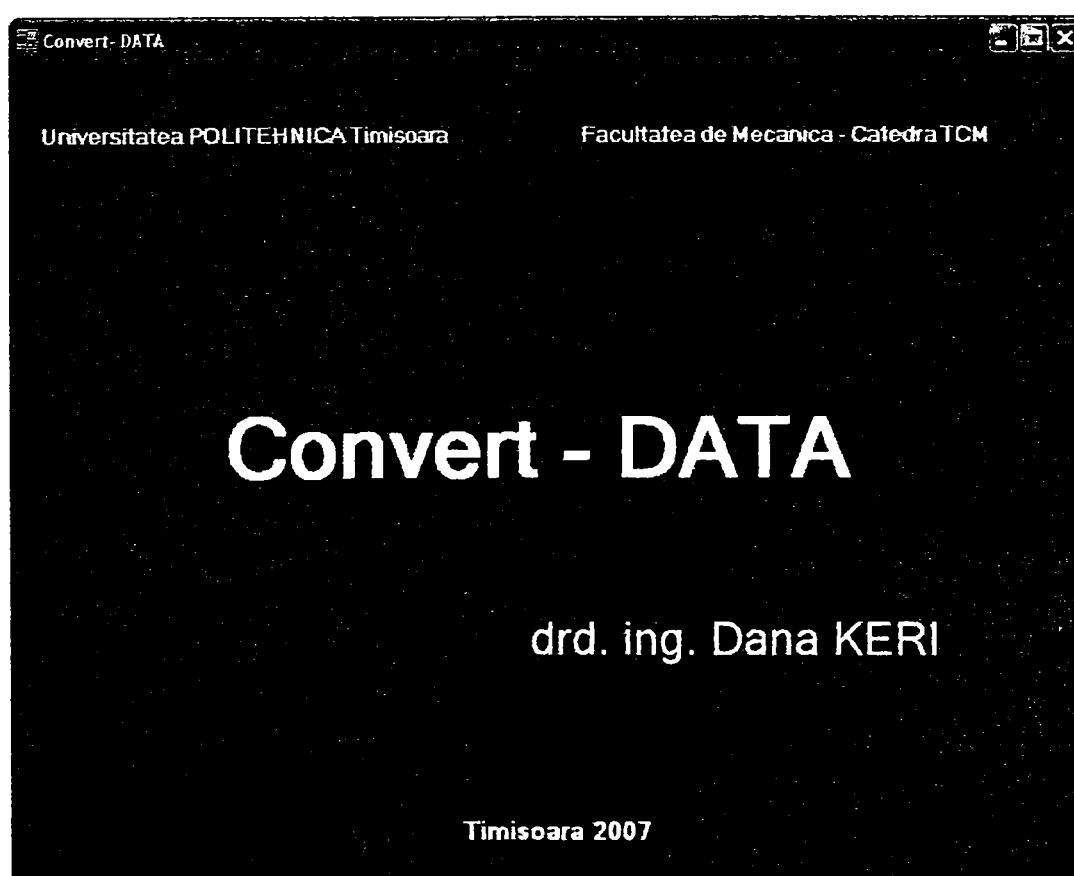 Convert- DATA
Universitatea POLITEHNICA Timisoara Facultatea de Mecanica - Catedra TCM
Convert - DATA
drd. ing. Dana KERI
Timisoara 2007